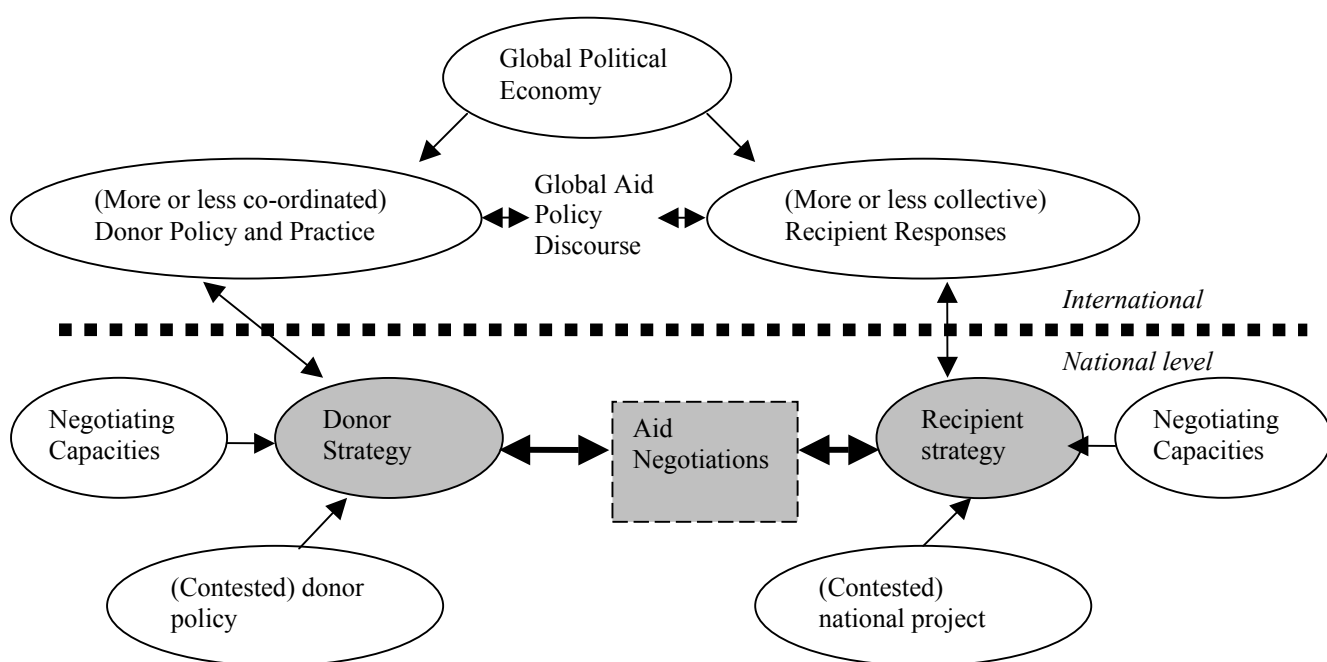 Global Political
Economy
(More or less co-ordinated)
Donor Policy and Practice
Global Aid
Policy
Discourse
(More or less collective)
Recipient Responses
International
National level
Negotiating
Capacities
Donor
Strategy
Aid
Negotiations
Recipient
strategy
Negotiating
Capacities
(Contested) donor
policy
(Contested)
national project